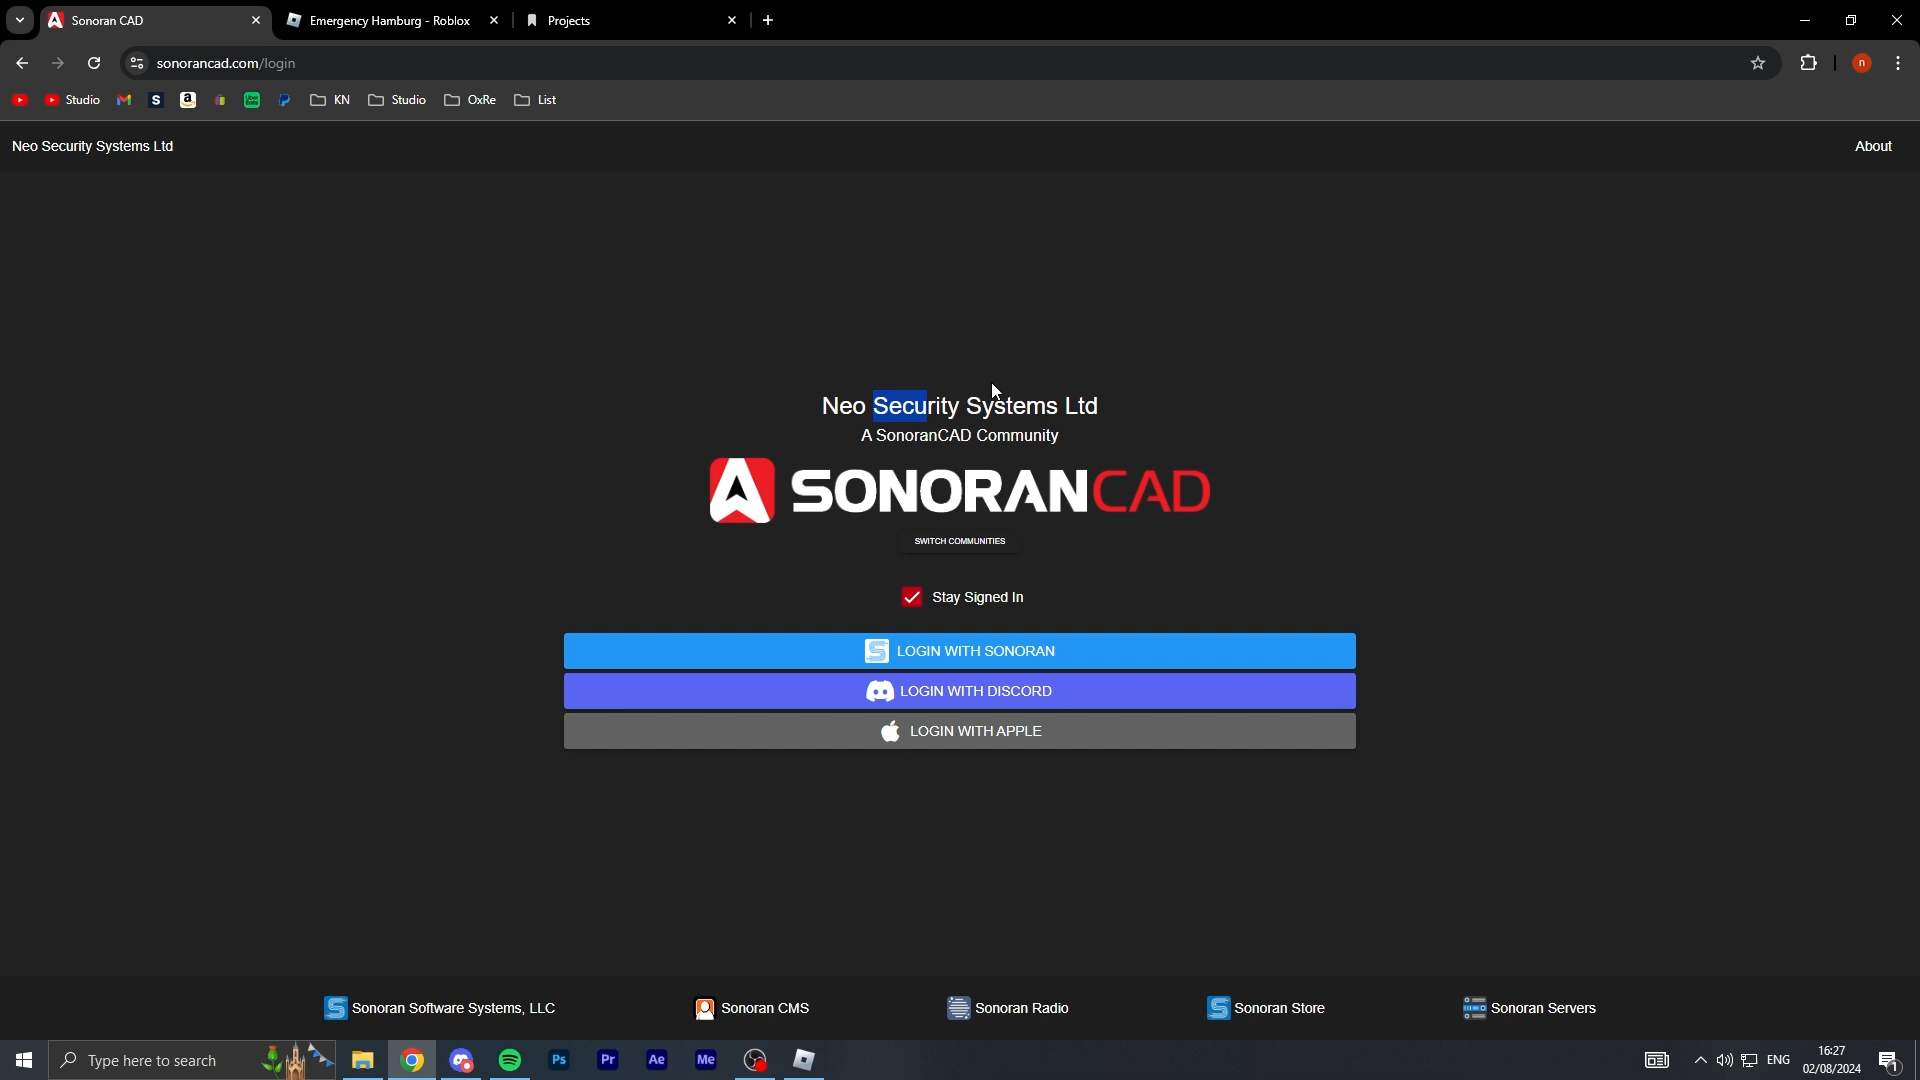 Sonoran CAD
Emergency Hamburg - Roblox
Projects
sonorancad.com/login
n
Studio
S
a
KN
Studio
OxRe
List
Neo Security Systems Ltd
About
Neo Security Systems Ltd
A SonoranCAD Community
SONORANCAD
SWITCH COMMUNITIES
Stay Signed In
LOGIN WITH SONORAN
LOGIN WITH DISCORD
LOGIN WITH APPLE
Sonoran Software Systems, LLC
Sonoran CMS
Sonoran Radio
Sonoran Store
Sonoran Servers
Type here to search
Ps
Pr
Ae
Me
ENG
16:27
02/08/2024
1